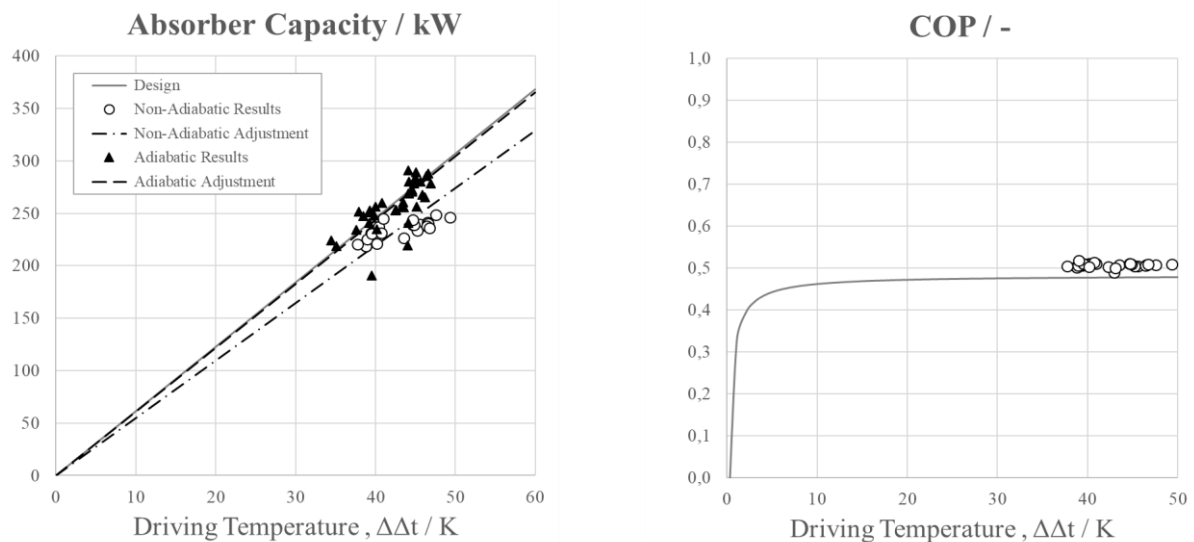 Absorber Capacity / kW
400
350
300
250
200
150
100
50
0
Design
Non-Adiabatic Results
Non-Adiabatic Adjustment
Adiabatic Results
Adiabatic Adjustment
0 10 20 30 40 50 60
Driving Temperature , ΔΔt / K
COP / -
1,0
0,9
0,8
0,7
0,6
0,5
0,4
0,3
0,2
0,1
0,0
0 10 20 30 40 50
Driving Temperature , ΔΔt / K